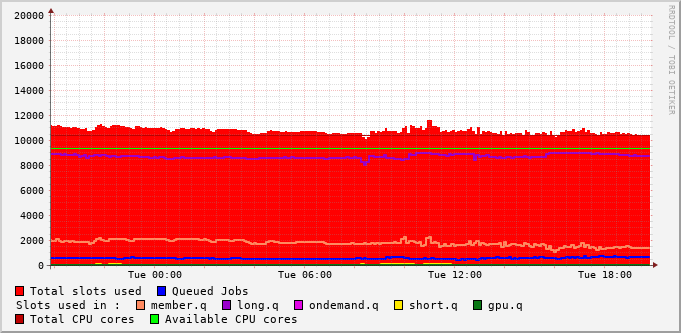 20000
18000
16000
14000
12000
10000
8000
6000
4000
2000
0
Tue 00:00 Tue 06:00 Tue 12:00 Tue 18:00
RRDTOOL / TOBI OETIKER
Total slots used Queued Jobs
Slots used in : member.q long.q ondemand.q short.q gpu.q
Total CPU cores Available CPU cores